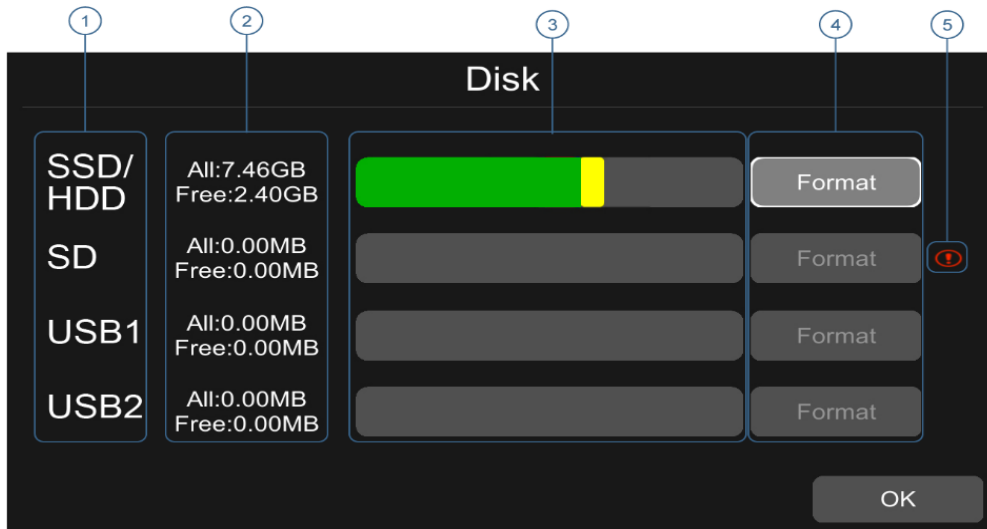 1 2 3 4 5
Disk
SSD/
HDD
All:7.46GB
Free:2.40GB
Format
SD
All:0.00MB
Free:0.00MB
Format
USB1
All:0.00MB
Free:0.00MB
Format
USB2
All:0.00MB
Free:0.00MB
Format
OK